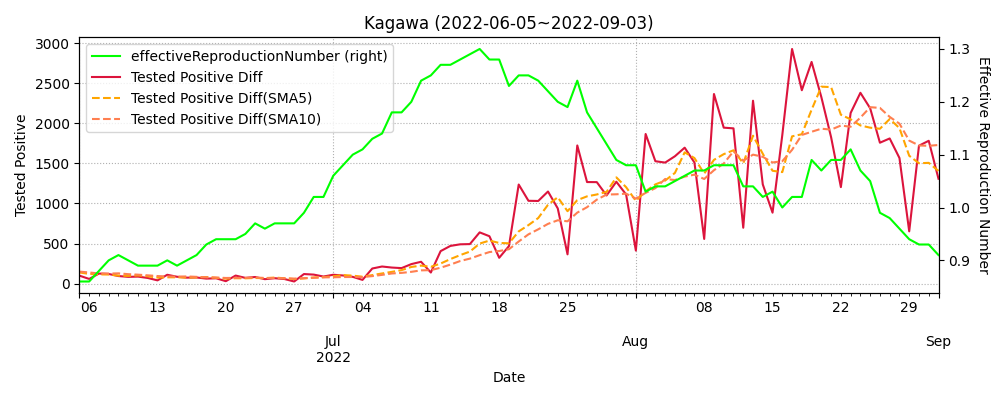 Kagawa (2022-06-05~2022-09-03)
effectiveReproductionNumber (right)
Tested Positive Diff
Tested Positive Diff(SMA5)
Tested Positive Diff(SMA10)
Tested Positive
3000
2500
2000
1500
1000
500
0
1.3
1.2
1.1
1.0
0.9
Effective Reproduction Number
06 13 20 27 04 11 18 25 08 15 22 29
Jul Aug Sep
2022
Date